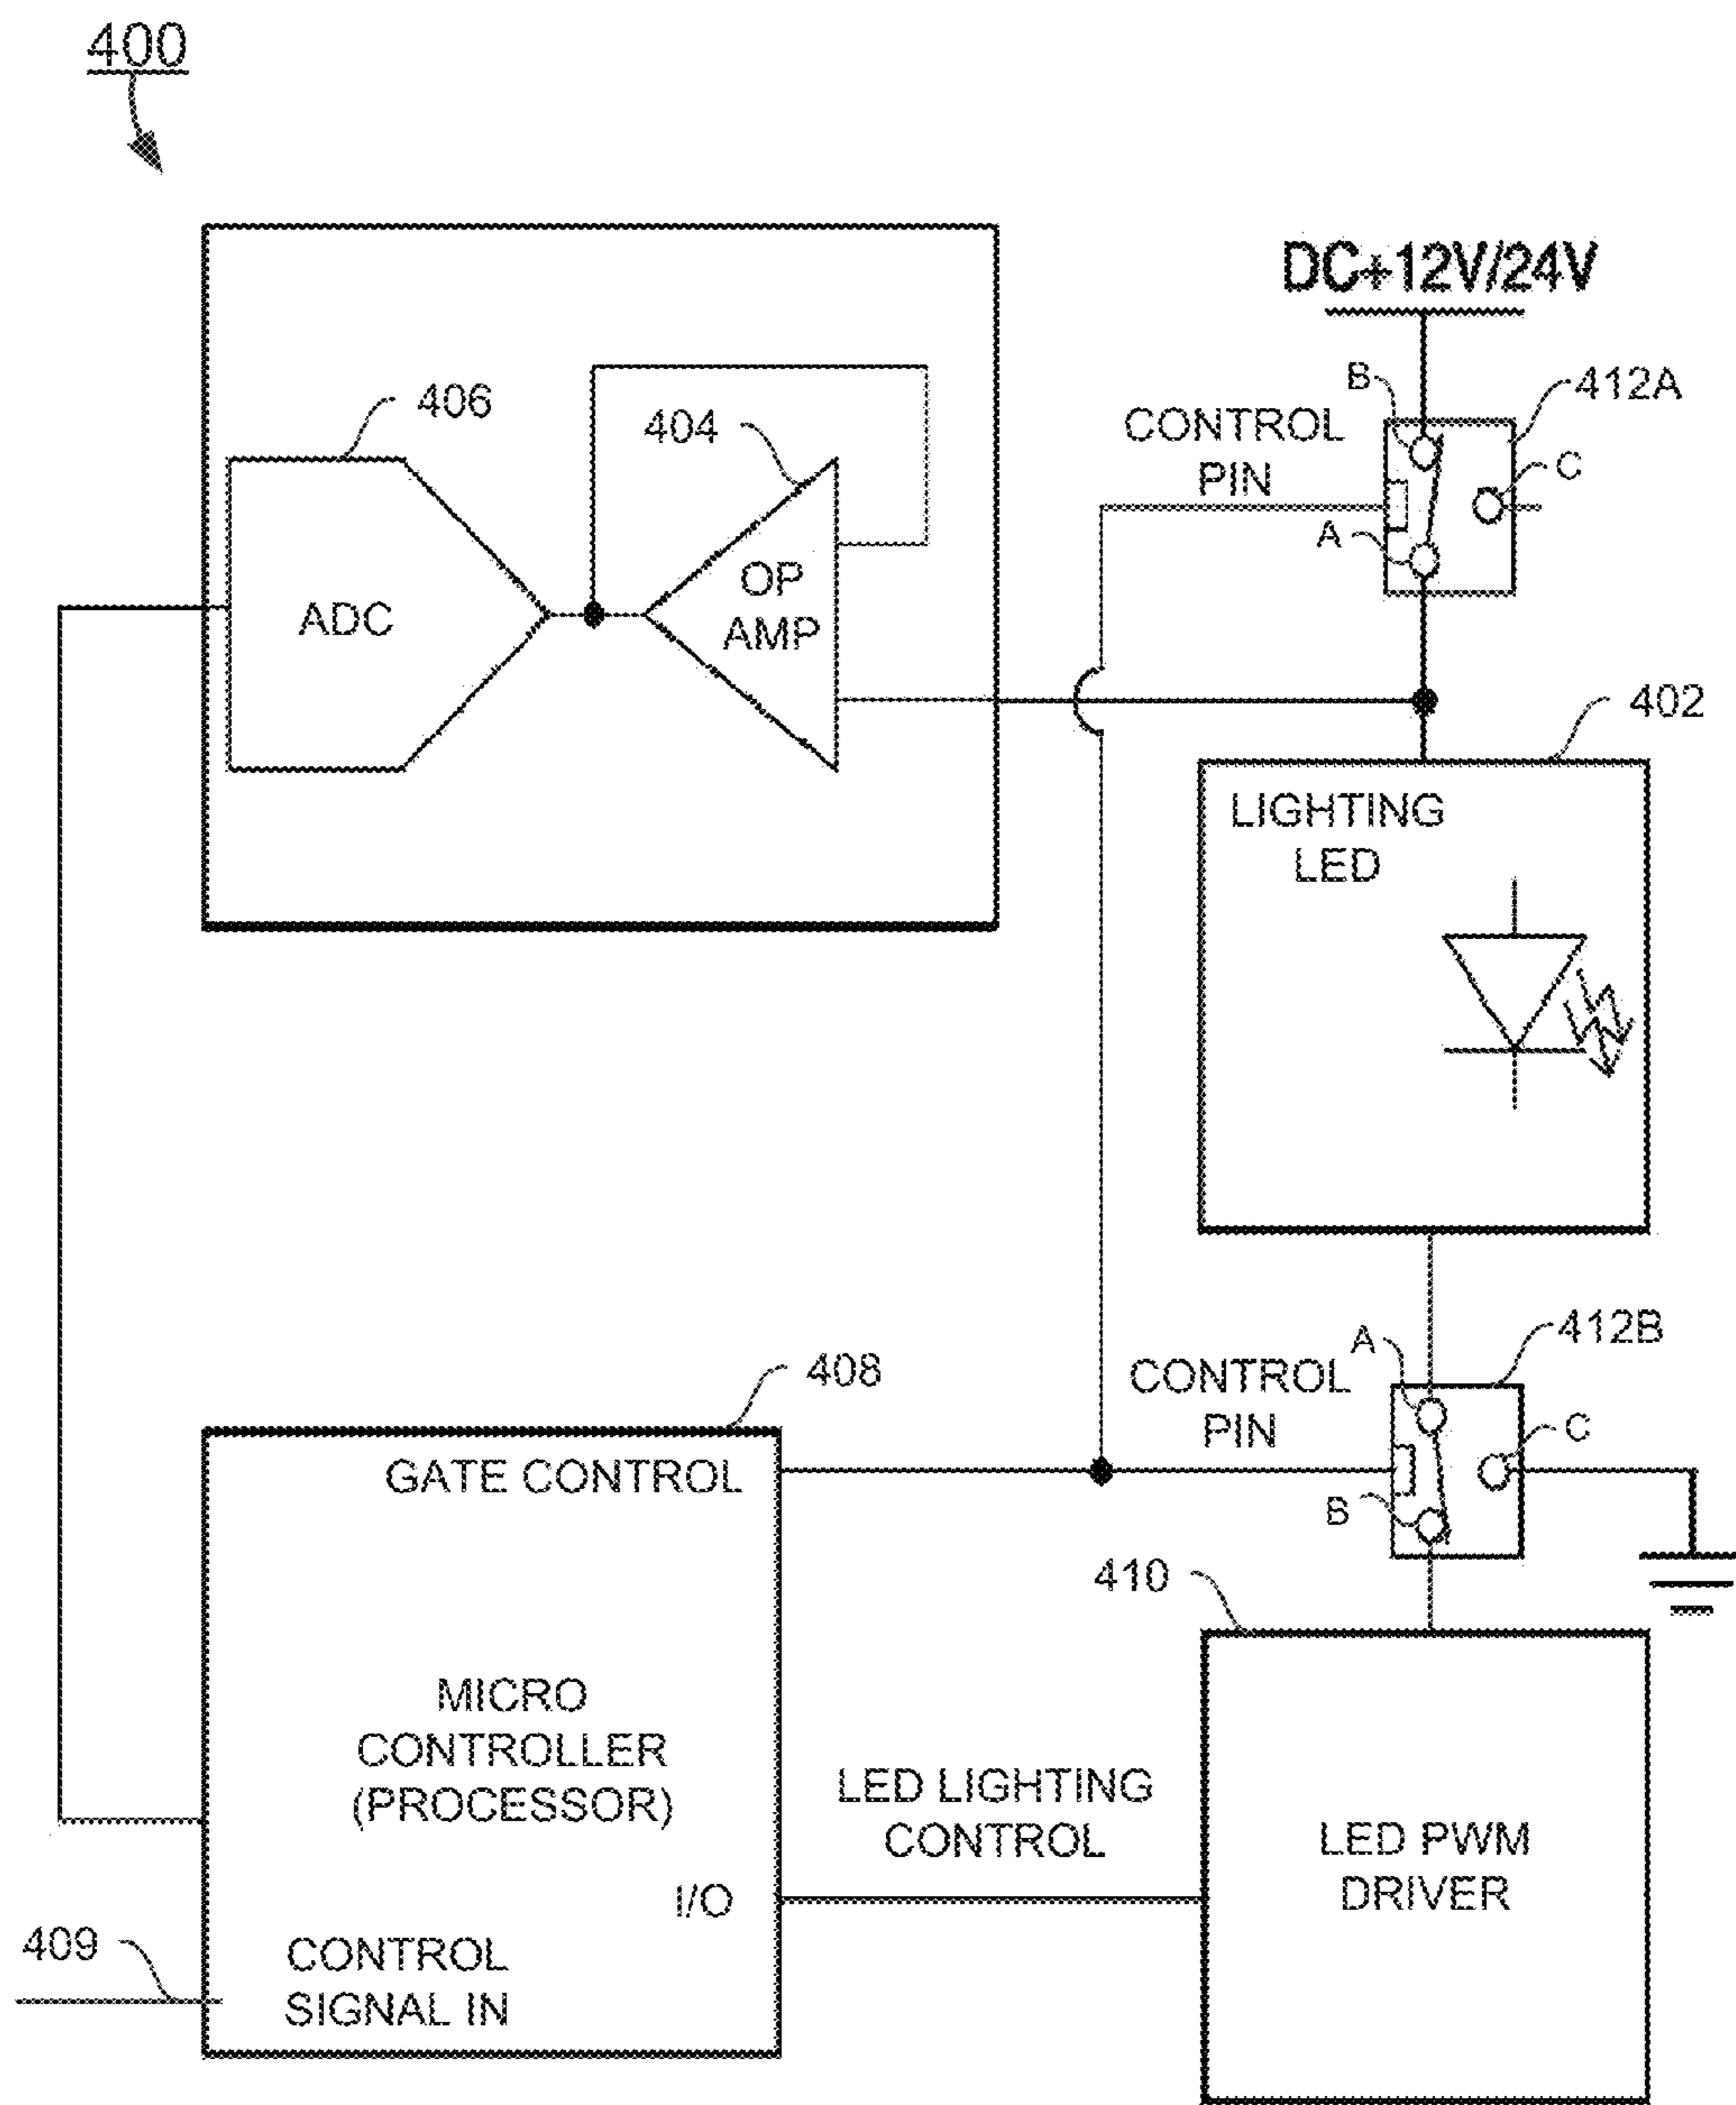 400
DC+12V/24V
406
404
B
412A
CONTROL
PIN
C
A
OP
AMP
ADC
402
LIGHTING
LED
A
412B
408
CONTROL
PIN
C
GATE CONTROL
B
410
MICRO
CONTROLLER
(PROCESSOR)
LED LIGHTING
CONTROL
LED PWM
DRIVER
I/O
409
CONTROL
SIGNAL IN